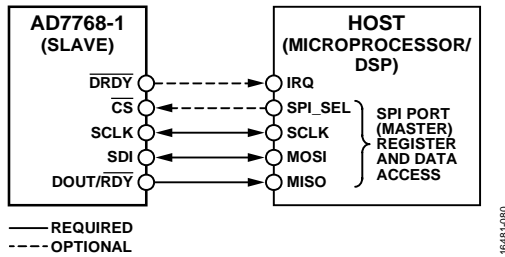 AD7768-1
(SLAVE)
DRDY
CS
SCLK
SDI
DOUT/RDY
HOST
(MICROPROCESSOR/
DSP)
IRQ
SPI_SEL
SCLK
MOSI
MISO
SPI PORT
(MASTER)
REGISTER
AND DATA
ACCESS
REQUIRED
OPTIONAL
16481-080